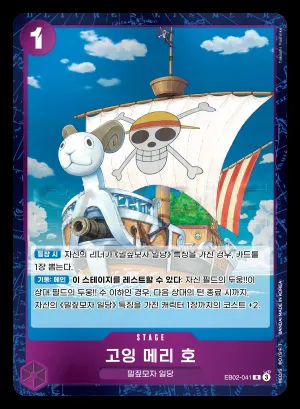 1
등장 시 자신의 리더가 《밀짚모자 일당》 특징을 가진 경우, 카드를
1장 뽑는다.
기동: 메인 이 스테이지를 레스트할 수 있다: 자신 필드의 두웅!!이
상대 필드의 두웅!! 수 이하인 경우, 다음 상대의 턴 종료 시까지,
자신의 《밀짚모자 일당》 특징을 가진 캐릭터 1장까지의 코스트 +2.
STAGE
고잉 메리 호
밀짚모자 일당
EB02-041 R 3